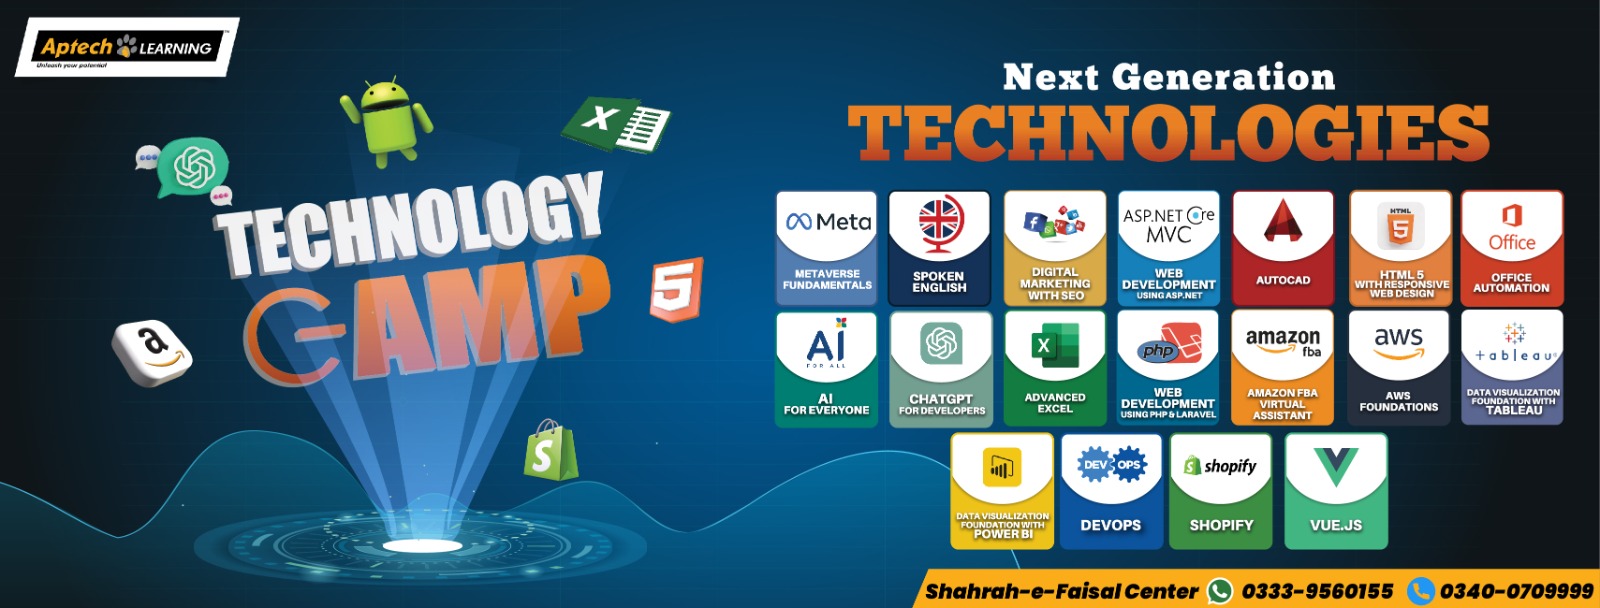 Aptech LEARNING
Unleash your potential
TECHNOLOGY
CAMP
X
a
5
S
Next Generation
TECHNOLOGIES
Meta
METAVERSE
FUNDAMENTALS
SPOKEN
ENGLISH
DIGITAL
MARKETING
WITH SEO
ASP.NET Core
MVC
WEB
DEVELOPMENT
USING ASP.NET
AUTOCAD
HTML
5
HTML 5
WITH RESPONSIVE
WEB DESIGN
Office
OFFICE
AUTOMATION
AI
FOR ALL
AI
FOR EVERYONE
CHATGPT
FOR DEVELOPERS
X
ADVANCED
EXCEL
php
WEB
DEVELOPMENT
USING PHP & LARAVEL
amazon
fba
AMAZON FBA
VIRTUAL
ASSISTANT
aws
AWS
FOUNDATIONS
+ableau
DATA VISUALIZATION
FOUNDATION WITH
TABLEAU
DATA VISUALIZATION
FOUNDATION WITH
POWER BI
DEV OPS
DEVOPS
shopify
SHOPIFY
VUE.JS
Shahrah-e-Faisal Center 0333-9560155 0340-0709999